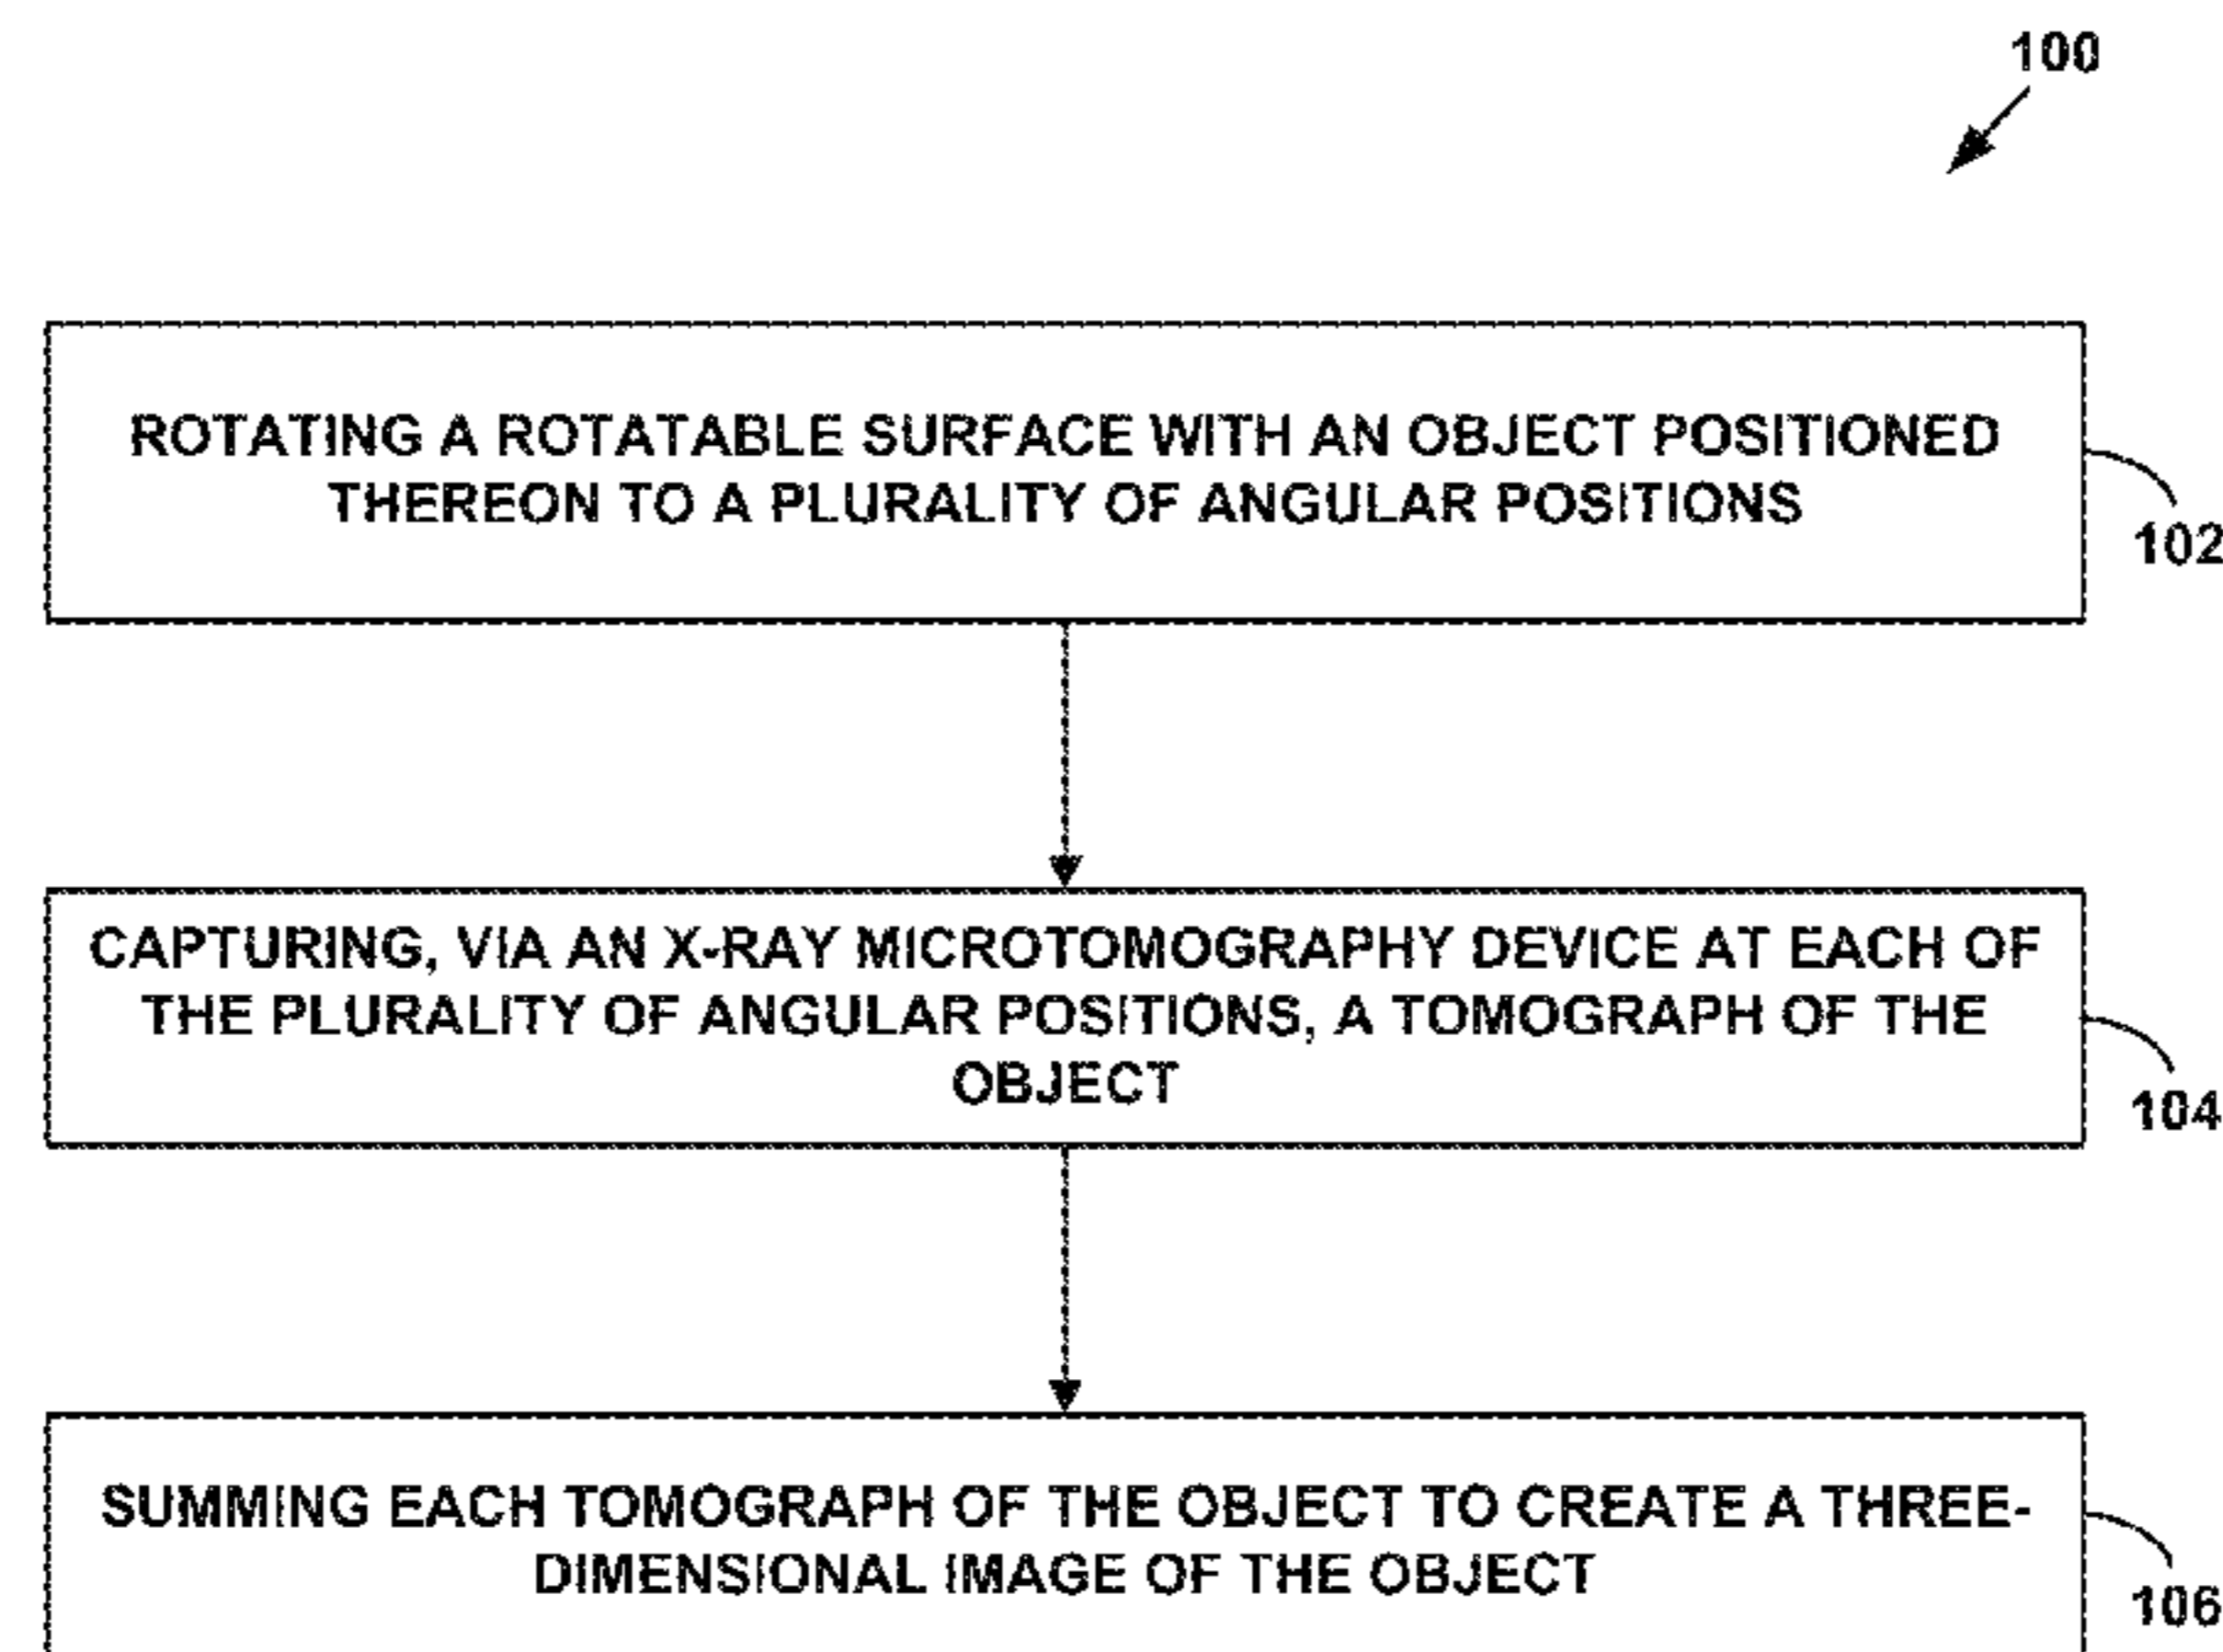 100
ROTATING A ROTATABLE SURFACE WITH AN OBJECT POSITIONED
THEREON TO A PLURALITY OF ANGULAR POSITIONS
102
CAPTURING, VIA AN X-RAY MICROTOMOGRAPHY DEVICE AT EACH OF
THE PLURALITY OF ANGULAR POSITIONS, A TOMOGRAPH OF THE
OBJECT
104
SUMMING EACH TOMOGRAPH OF THE OBJECT TO CREATE A THREE-
DIMENSIONAL IMAGE OF THE OBJECT
106